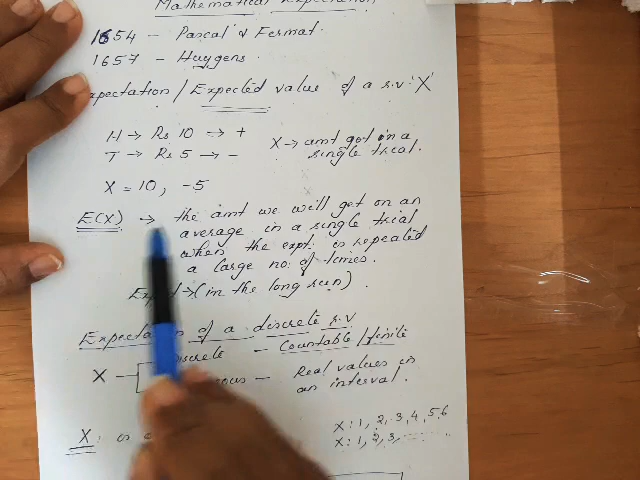 Mathematical Expectation
1654 - Pascal & Fermat.
1657 - Huygens
Expectation / Expected value of a r.v. 'X'
H → Rs 10 ⇒ +
T → Rs 5 → -
X → amt got in a
single trial.
X = 10, -5
E(X) → the amt we will get on an
average in a single trial
when the expt. is repeated
a large no: of times.
(in the long run).
Expectation of a discrete r.v
Discrete - Countable / finite
X - Real values in
an interval.
X: 1, 2, 3, 4, 5, 6
X: 1, 2, 3, ......
X: is